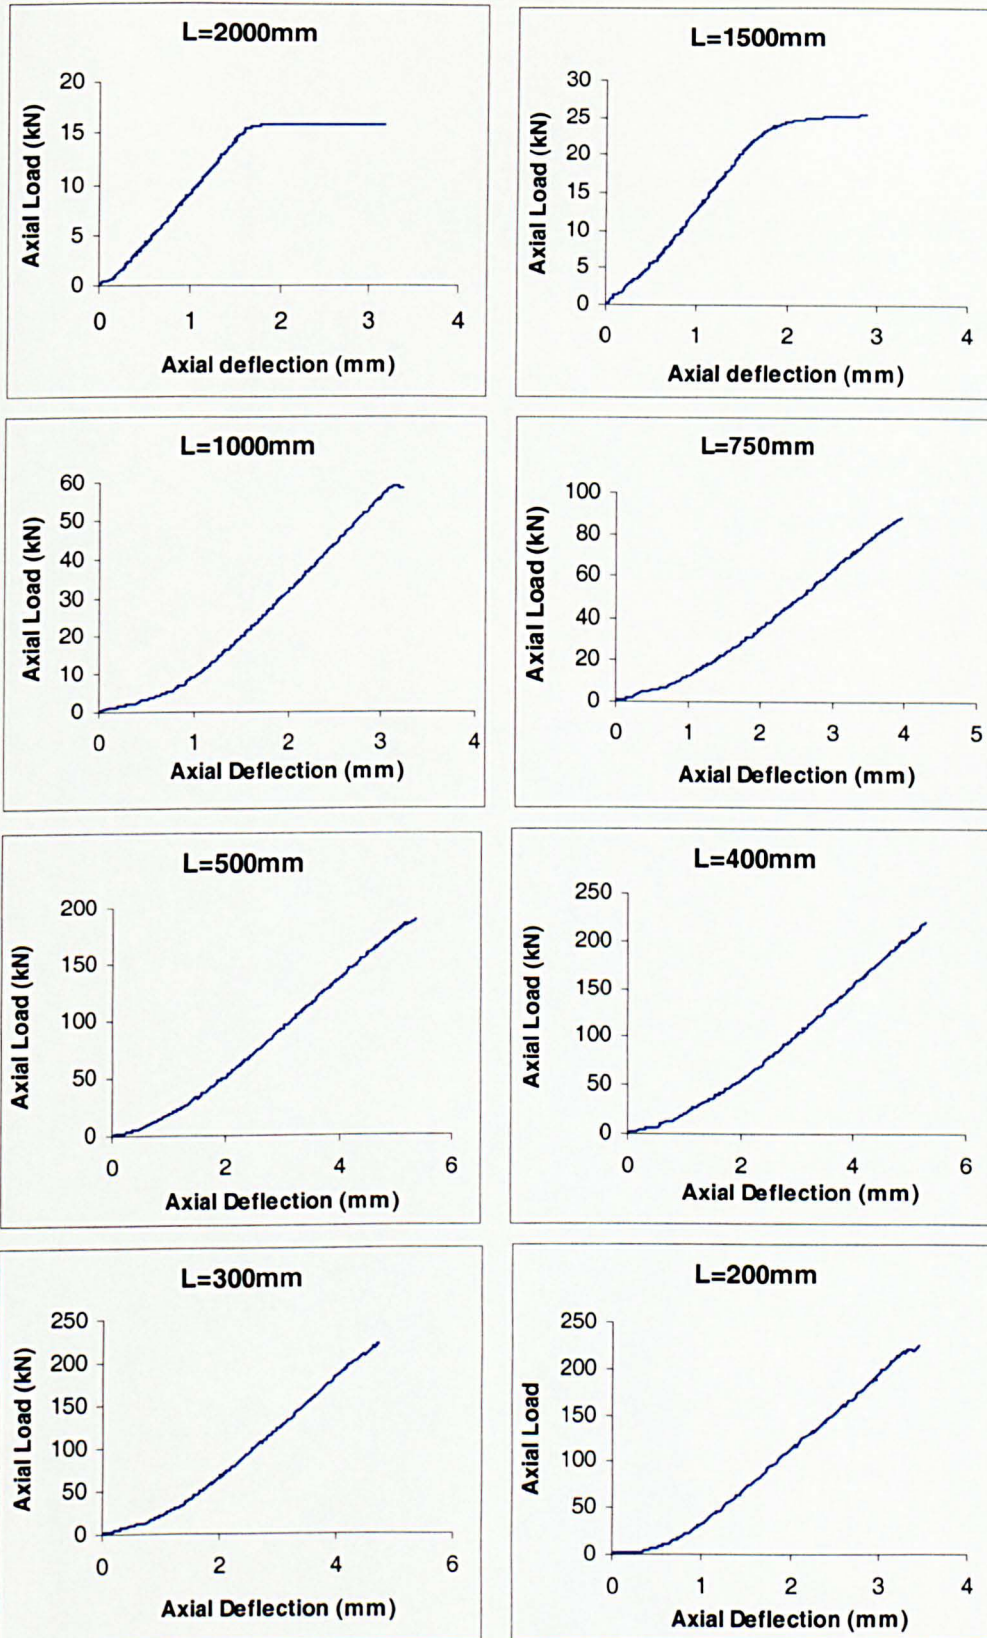 L=2000mm
Axial Load (kN)
20
15
10
5
0
0 1 2 3 4
Axial deflection (mm)
L=1500mm
Axial Load (kN)
30
25
20
15
10
5
0
0 1 2 3 4
Axial deflection (mm)
L=1000mm
Axial Load (kN)
60
50
40
30
20
10
0
0 1 2 3 4
Axial Deflection (mm)
L=750mm
Axial Load (kN)
100
80
60
40
20
0
0 1 2 3 4 5
Axial Deflection (mm)
L=500mm
Axial Load (kN)
200
150
100
50
0
0 2 4 6
Axial Deflection (mm)
L=400mm
Axial Load (kN)
250
200
150
100
50
0
0 2 4 6
Axial Deflection (mm)
L=300mm
Axial Load (kN)
250
200
150
100
50
0
0 2 4 6
Axial Deflection (mm)
L=200mm
Axial Load
250
200
150
100
50
0
0 1 2 3 4
Axial Deflection (mm)